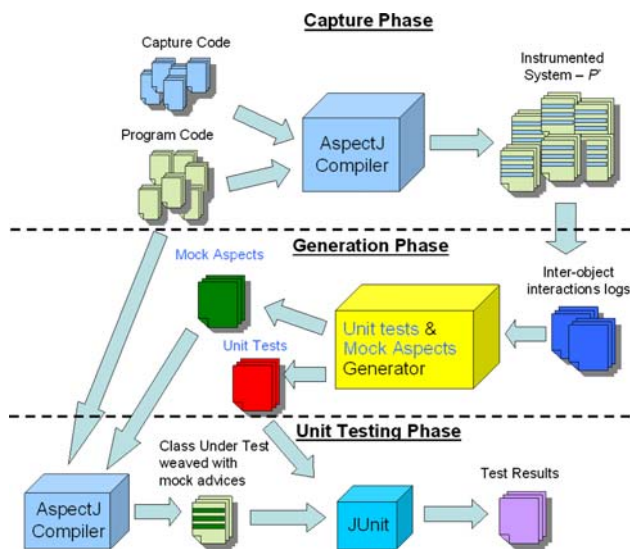 Capture Phase
Capture Code
Instrumented
System – P'
Program Code
AspectJ
Compiler
Generation Phase
Mock Aspects
Inter-object
interactions logs
Unit tests &
Mock Aspects
Generator
Unit Tests
Unit Testing Phase
Class Under Test
weaved with
mock advices
Test Results
AspectJ
Compiler
JUnit